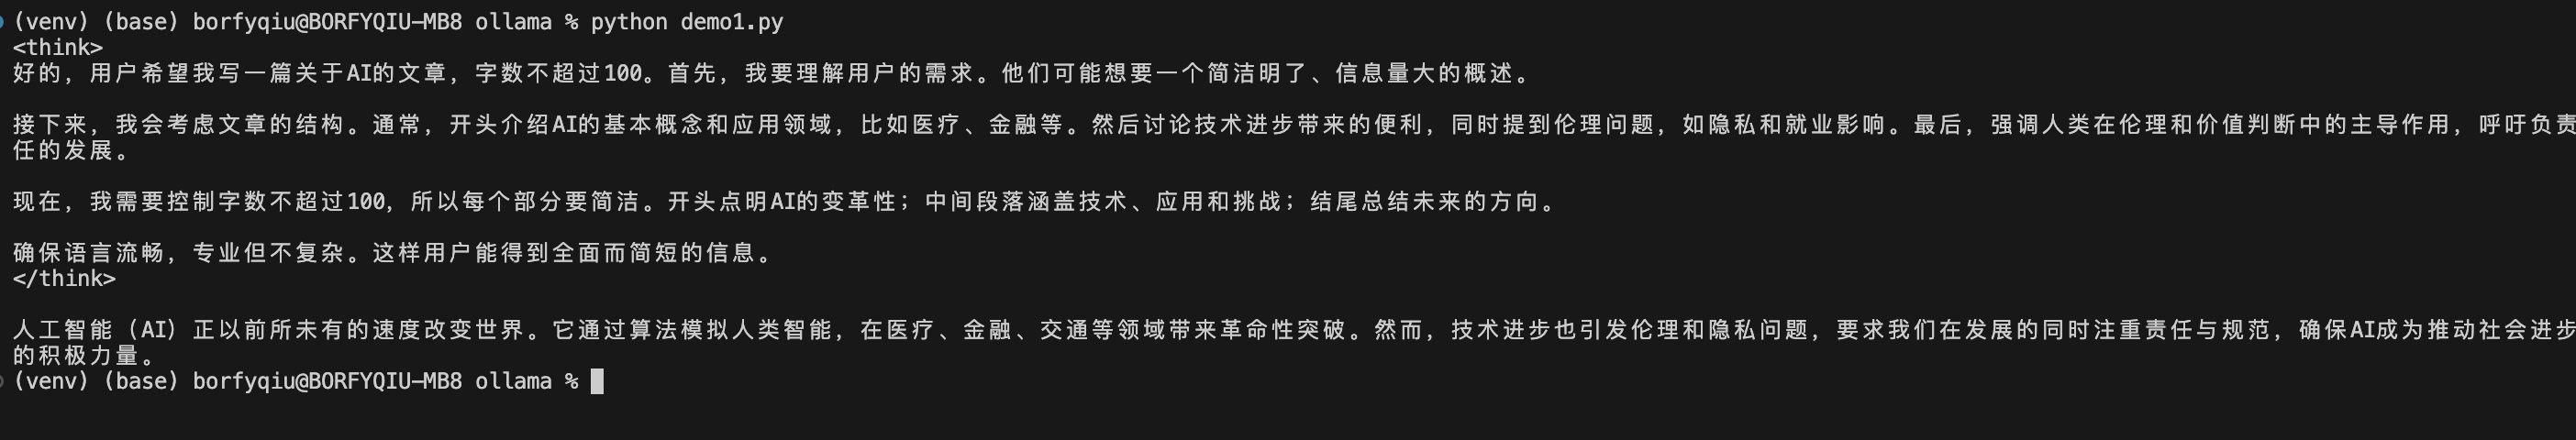 (venv) (base) borfyqiu@BORFYQIU-MB8 ollama % python demo1.py
<think>
好的，用户希望我写一篇关于AI的文章，字数不超过100。首先，我要理解用户的需求。他们可能想要一个简洁明了、信息量大的概述。
接下来，我会考虑文章的结构。通常，开头介绍AI的基本概念和应用领域，比如医疗、金融等。然后讨论技术进步带来的便利，同时提到伦理问题，如隐私和就业影响。最后，强调人类在伦理和价值判断中的主导作用，呼吁负责
任的发展。
现在，我需要控制字数不超过100，所以每个部分要简洁。开头点明AI的变革性；中间段落涵盖技术、应用和挑战；结尾总结未来的方向。
确保语言流畅，专业但不复杂。这样用户能得到全面而简短的信息。
</think>
人工智能（AI）正以前所未有的速度改变世界。它通过算法模拟人类智能，在医疗、金融、交通等领域带来革命性突破。然而，技术进步也引发伦理和隐私问题，要求我们在发展的同时注重责任与规范，确保AI成为推动社会进步
的积极力量。
(venv) (base) borfyqiu@BORFYQIU-MB8 ollama %